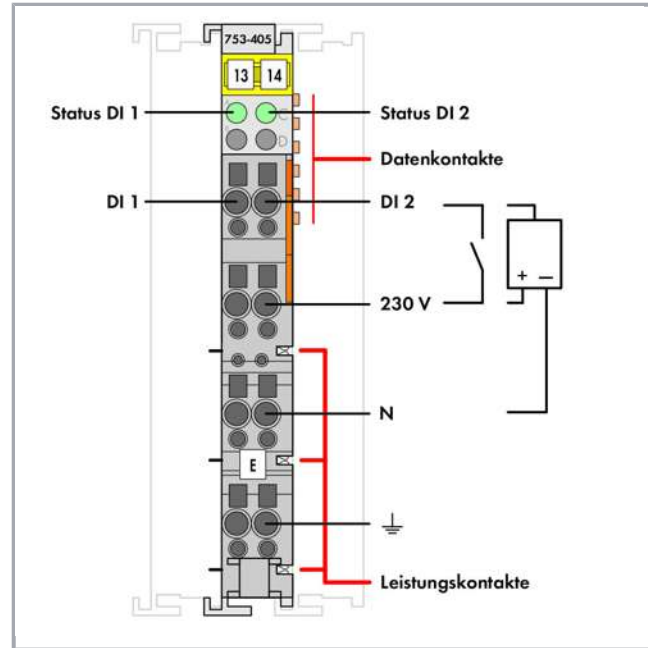 753-405
13 14
Status DI 1
Status DI 2
Datenkontakte
DI 1
DI 2
230 V
+ –
N
E
Leistungskontakte